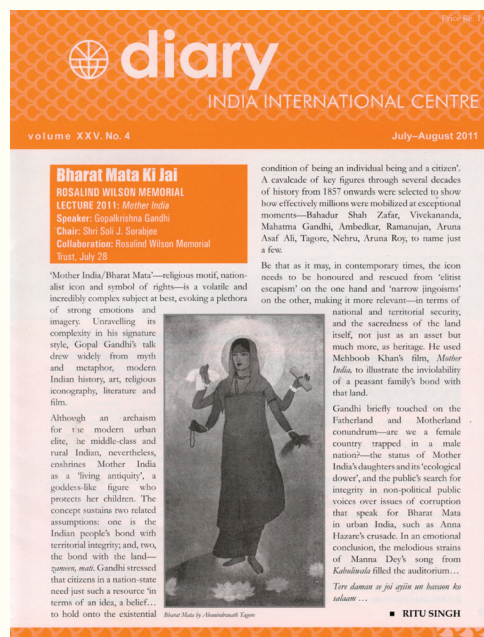 Price Re. 1
diary
INDIA INTERNATIONAL CENTRE
volume XXV. No. 4
July–August 2011
Bharat Mata Ki Jai
ROSALIND WILSON MEMORIAL
LECTURE 2011: Mother India
Speaker: Gopalkrishna Gandhi
Chair: Shri Soli J. Sorabjee
Collaboration: Rosalind Wilson Memorial
Trust, July 28
'Mother India/Bharat Mata'—religious motif, nation-
alist icon and symbol of rights—is a volatile and
incredibly complex subject at best, evoking a plethora
of strong emotions and
imagery. Unravelling its
complexity in his signature
style, Gopal Gandhi's talk
drew widely from myth
and metaphor, modern
Indian history, art, religious
iconography, literature and
film.
Although an archaism
for the modern urban
elite, the middle-class and
rural Indian, nevertheless,
enshrines Mother India
as a 'living antiquity', a
goddess-like figure who
protects her children. The
concept sustains two related
assumptions: one is the
Indian people's bond with
territorial integrity; and, two,
the bond with the land—
zameen, mati. Gandhi stressed
that citizens in a nation-state
need just such a resource 'in
terms of an idea, a belief…
to hold onto the existential
Bharat Mata by Abanindranath Tagore
condition of being an individual being and a citizen'.
A cavalcade of key figures through several decades
of history from 1857 onwards were selected to show
how effectively millions were mobilized at exceptional
moments—Bahadur Shah Zafar, Vivekananda,
Mahatma Gandhi, Ambedkar, Ramanujan, Aruna
Asaf Ali, Tagore, Nehru, Aruna Roy, to name just
a few.
Be that as it may, in contemporary times, the icon
needs to be honoured and rescued from 'elitist
escapism' on the one hand and 'narrow jingoisms'
on the other, making it more relevant—in terms of
national and territorial security,
and the sacredness of the land
itself, not just as an asset but
much more, as heritage. He used
Mehboob Khan's film, Mother
India, to illustrate the inviolability
of a peasant family's bond with
that land.
Gandhi briefly touched on the
Fatherland and Motherland
conundrum—are we a female
country trapped in a male
nation?—the status of Mother
India's daughters and its 'ecological
dower', and the public's search for
integrity in non-political public
voices over issues of corruption
that speak for Bharat Mata
in urban India, such as Anna
Hazare's crusade. In an emotional
conclusion, the melodious strains
of Manna Dey's song from
Kabuliwala filled the auditorium…
Tere daman se joi ayiin un havaon ko
salaam …
■ RITU SINGH